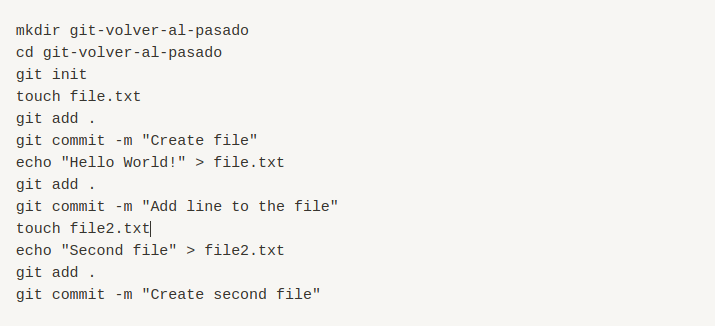 mkdir git-volver-al-pasado
cd git-volver-al-pasado
git init
touch file.txt
git add .
git commit -m "Create file"
echo "Hello World!" > file.txt
git add .
git commit -m "Add line to the file"
touch file2.txt
echo "Second file" > file2.txt
git add .
git commit -m "Create second file"